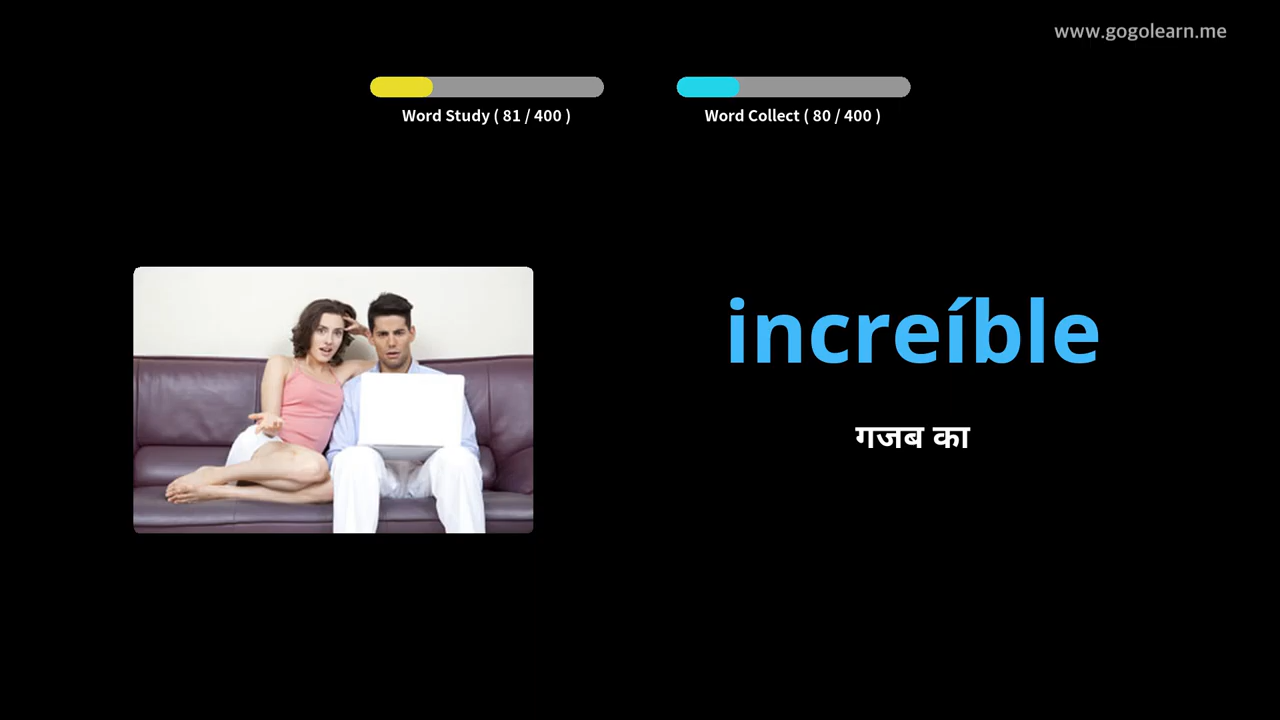 www.gogolearn.me
Word Study ( 81 / 400 )
Word Collect ( 80 / 400 )
increíble
गजब का